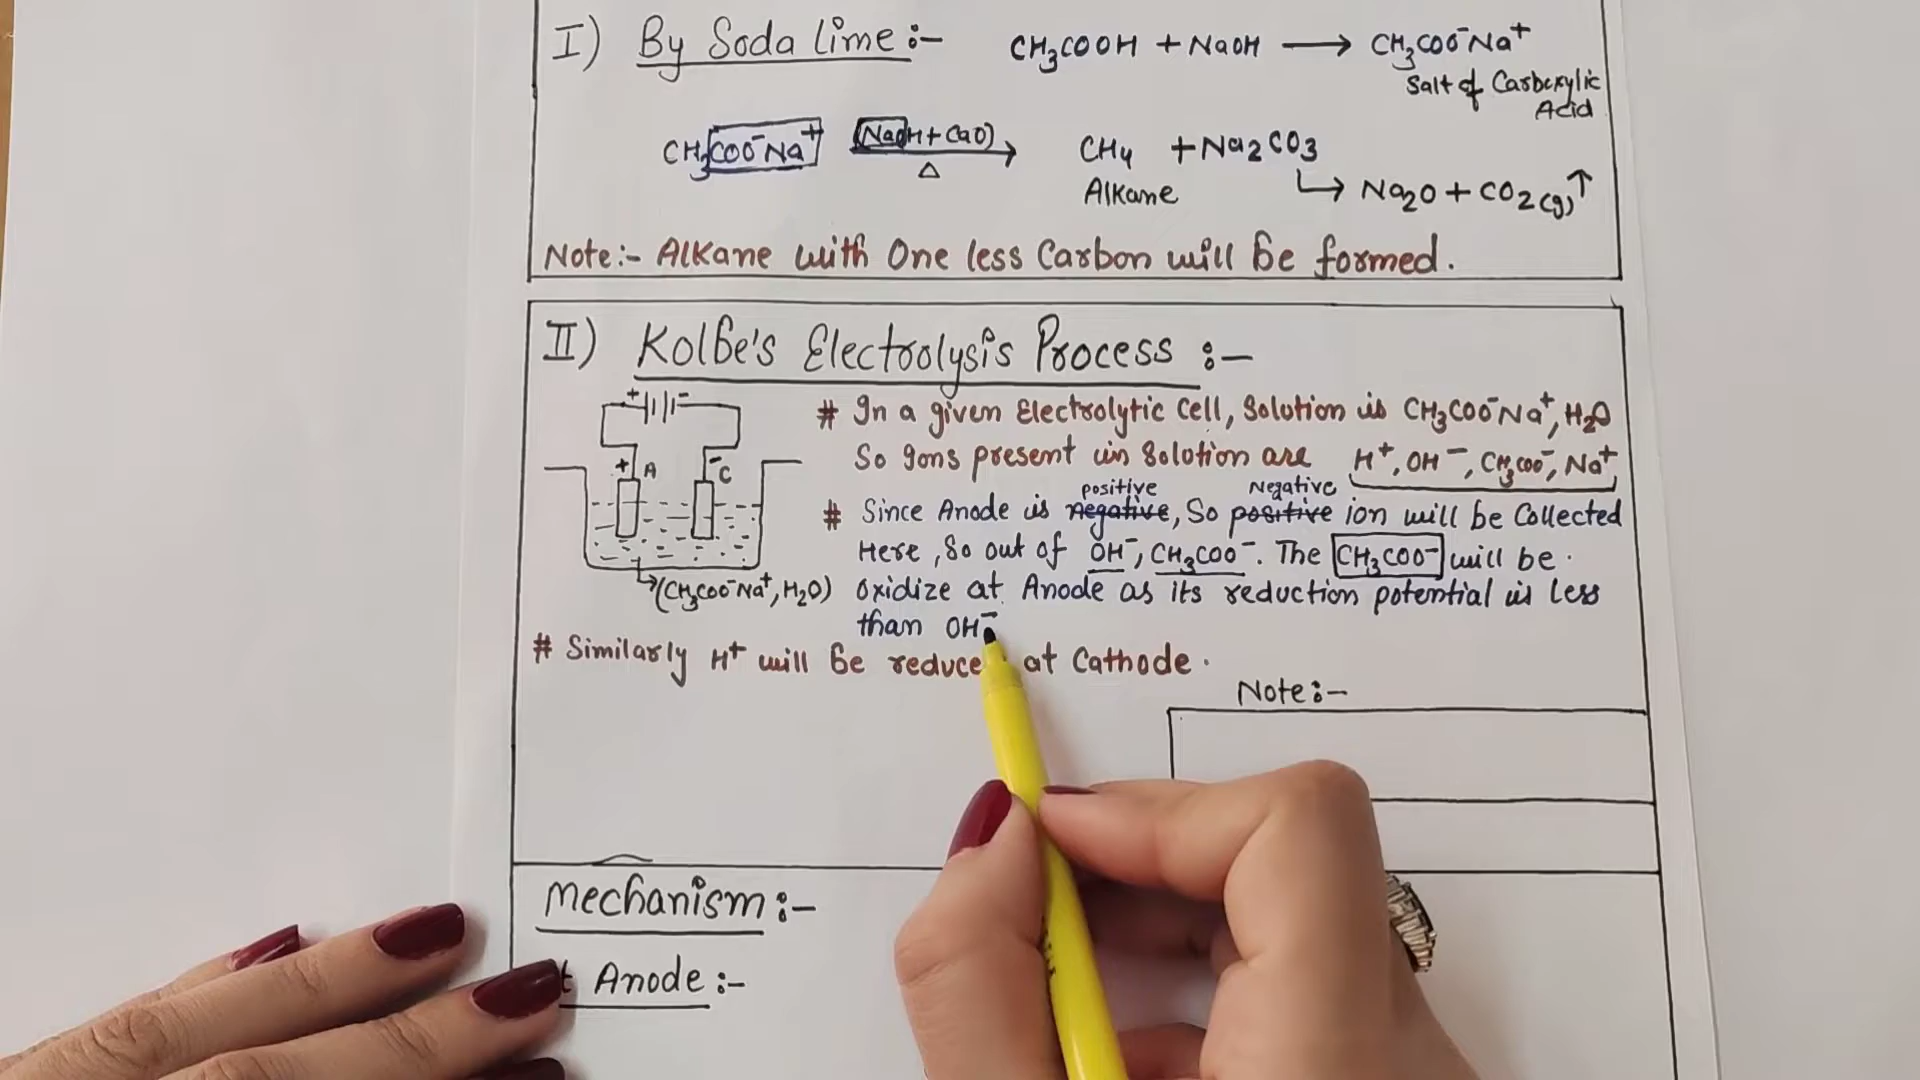 I) By Soda lime :- CH₃COOH + NaOH ⟶ CH₃COO⁻Na⁺
Salt of Carboxylic
Acid
CH₃COO⁻Na⁺ (NaOH + CaO) → CH₄ + Na₂CO₃
△
Alkane ↳ Na₂O + CO₂(g)↑
Note:- Alkane with One less Carbon will be formed.
II) Kolbe's Electrolysis Process :-
# In a given Electrolytic Cell, Solution is CH₃COO⁻Na⁺, H₂O
So Ions present in Solution are H⁺, OH⁻, CH₃COO⁻, Na⁺
positive Negative
# Since Anode is negative, So positive ion will be Collected
Here, So out of OH⁻, CH₃COO⁻. The CH₃COO⁻ will be.
oxidize at Anode as its reduction potential is Less
than OH⁻
+ -
+ A - C
(CH₃COO⁻Na⁺, H₂O)
# Similarly H⁺ will be reduce at Cathode.
Note:-
Mechanism:-
t Anode:-